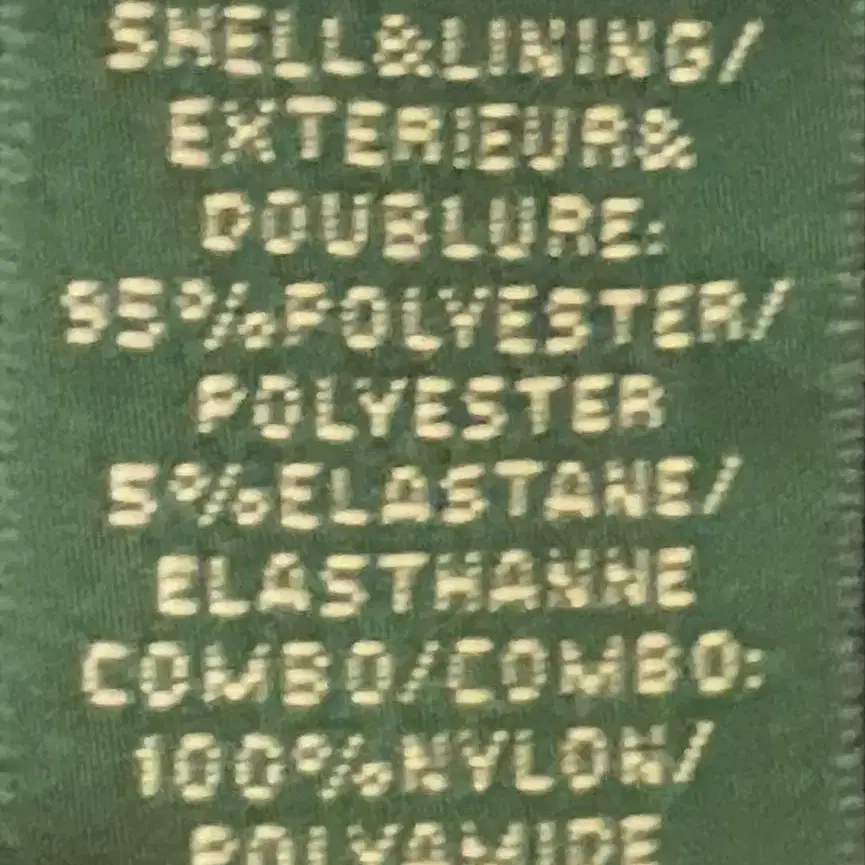 SHELL&LINING/
EXTERIEUR&
DOUBLURE:
95%POLYESTER/
POLYESTER
5%ELASTANE/
ELASTHANNE
COMBO/COMBO:
100%NYLON/
POLYAMIDE